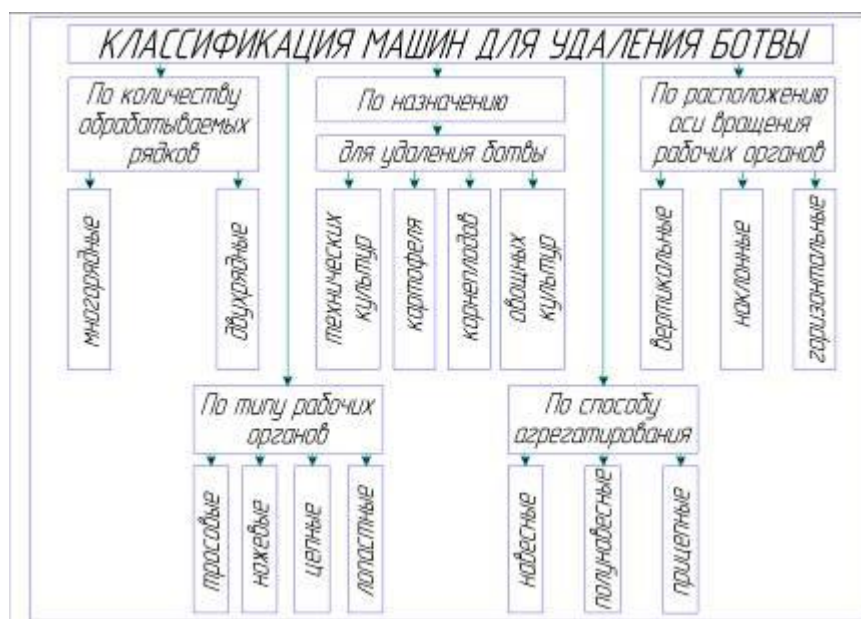 КЛАССИФИКАЦИЯ МАШИН ДЛЯ УДАЛЕНИЯ БОТВЫ
По количеству
обрабатываемых
рядков
По назначению
По расположению
оси вращения
рабочих органов
для удаления ботвы
многорядные
двухрядные
технических
культур
картофеля
корнеплодов
овощных
культур
вертикальные
наклонные
горизонтальные
По типу рабочих
органов
По способу
агрегатирования
тросовые
ножевые
цепные
лопастные
навесные
полунавесные
прицепные